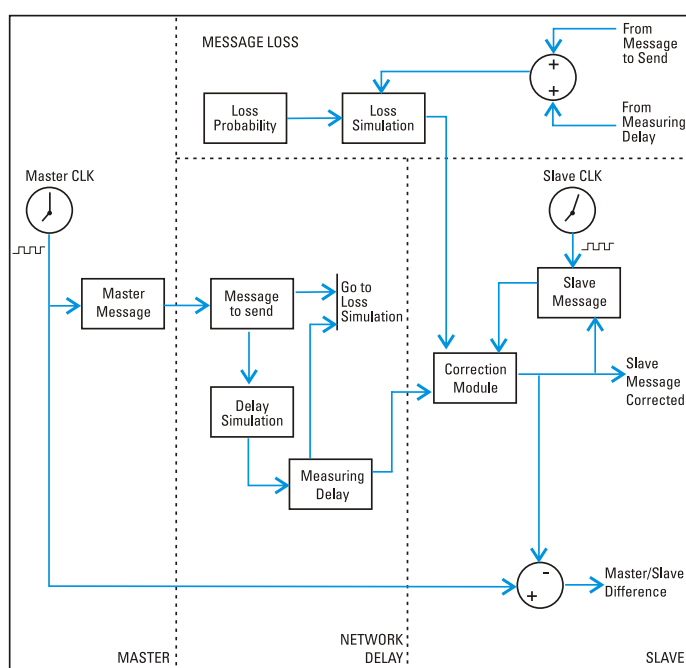 MESSAGE LOSS
From
Message
to Send
+
+
From
Measuring
Delay
Loss
Probability
Loss
Simulation
Master CLK
Slave CLK
Master
Message
Message
to send
Go to
Loss
Simulation
Slave
Message
Correction
Module
Slave
Message
Corrected
Delay
Simulation
Measuring
Delay
-
+
Master/Slave
Difference
MASTER
NETWORK
DELAY
SLAVE